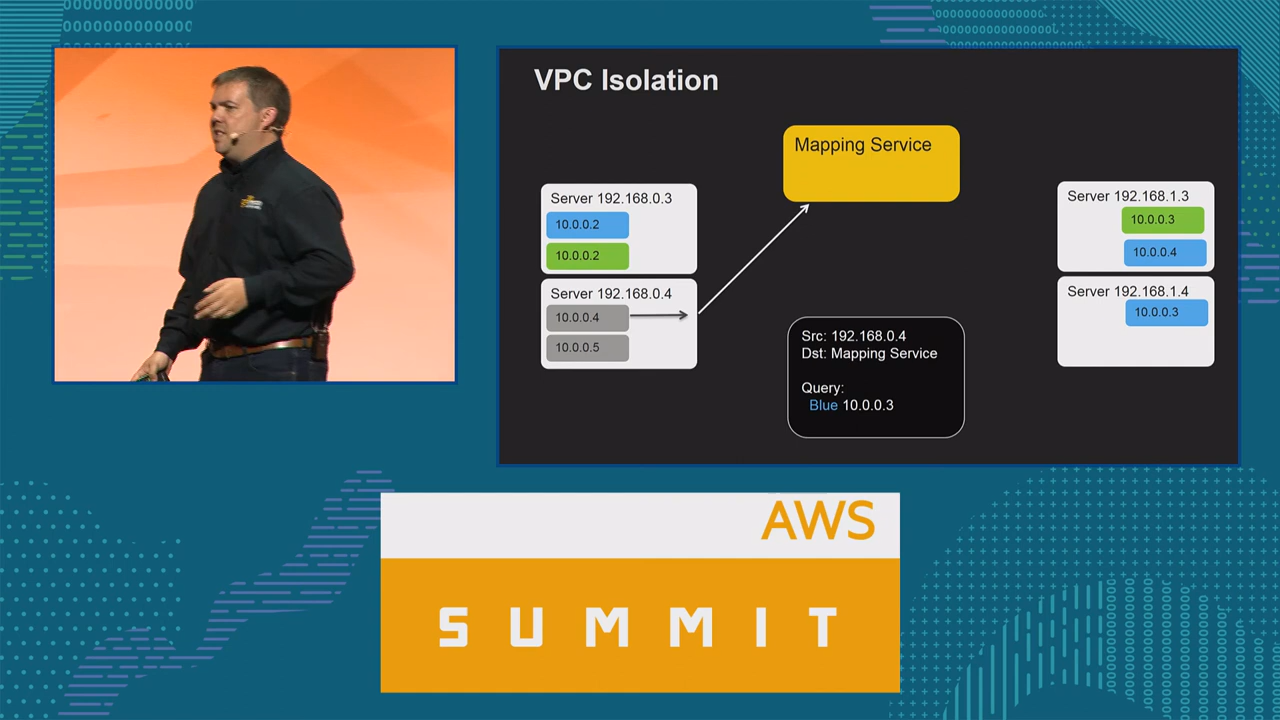 VPC Isolation
Mapping Service
Server 192.168.0.3
10.0.0.2
10.0.0.2
Server 192.168.0.4
10.0.0.4
10.0.0.5
Src: 192.168.0.4
Dst: Mapping Service
Query:
Blue 10.0.0.3
Server 192.168.1.3
10.0.0.3
10.0.0.4
Server 192.168.1.4
10.0.0.3
AWS
SUMMIT